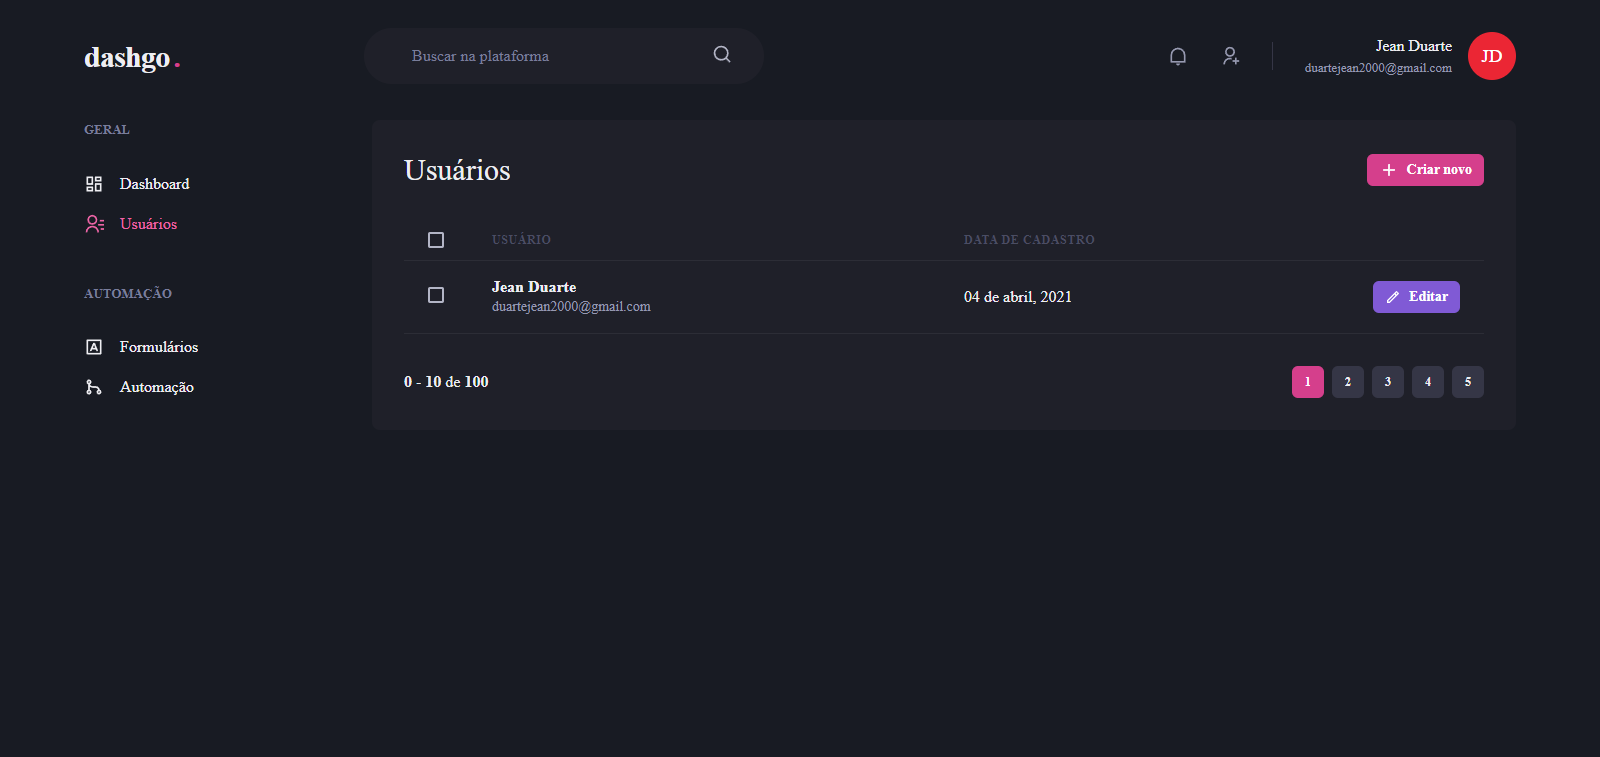 dashgo.
Buscar na plataforma
Jean Duarte
duartejean2000@gmail.com
JD
GERAL
Dashboard
Usuários
AUTOMAÇÃO
Formulários
Automação
Usuários
Criar novo
USUÁRIO
DATA DE CADASTRO
Jean Duarte
duartejean2000@gmail.com
04 de abril, 2021
Editar
0 - 10 de 100
1 2 3 4 5